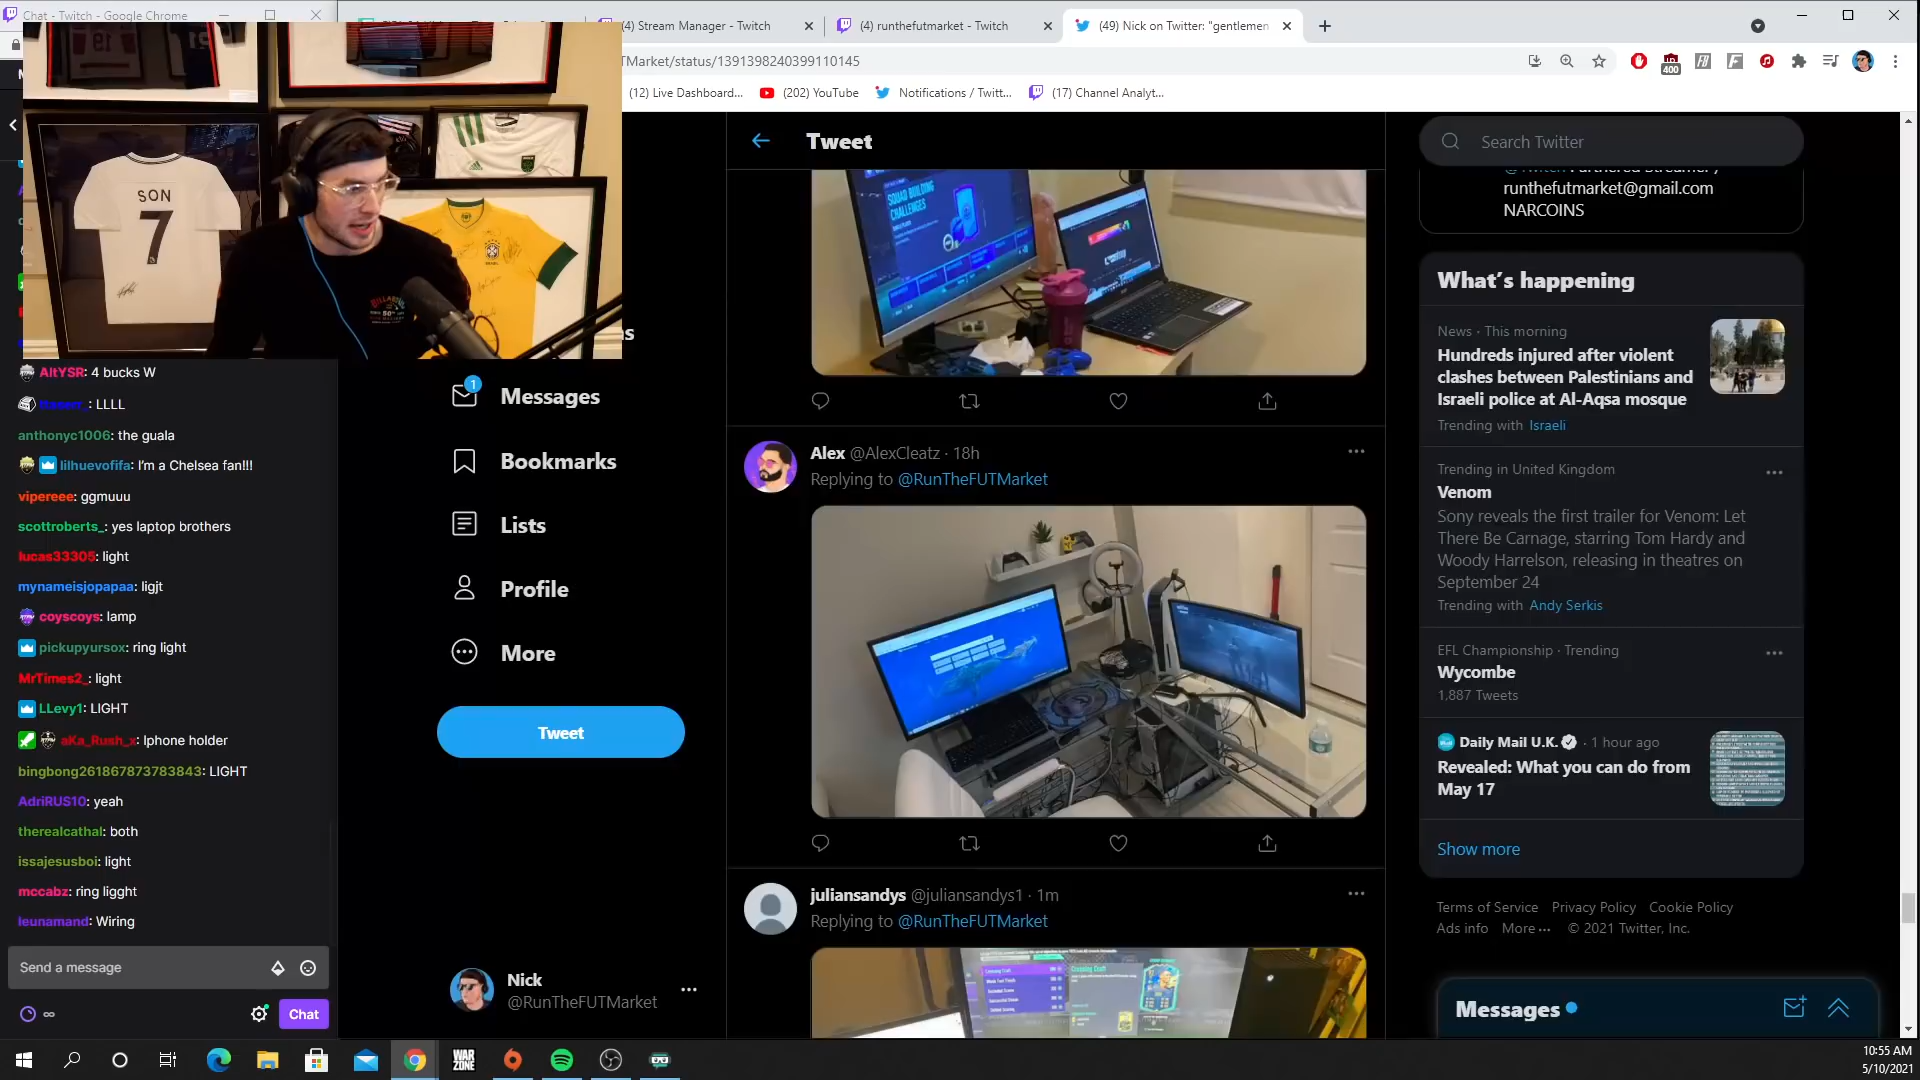 Chat - Twitch - Google Chrome
(4) Stream Manager - Twitch
(4) runthefutmarket - Twitch
(49) Nick on Twitter: "gentlemen
TMarket/status/1391398240399110145
400
(12) Live Dashboard...
(202) YouTube
Notifications / Twitt...
(17) Channel Analyt...
SON
7
Tweet
SQUAD BUILDING
CHALLENGES
Search Twitter
runthefutmarket@gmail.com
NARCOINS
What's happening
News · This morning
Hundreds injured after violent
clashes between Palestinians and
Israeli police at Al-Aqsa mosque
Trending with Israeli
Trending in United Kingdom
Venom
Sony reveals the first trailer for Venom: Let
There Be Carnage, starring Tom Hardy and
Woody Harrelson, releasing in theatres on
September 24
Trending with Andy Serkis
EFL Championship · Trending
Wycombe
1,887 Tweets
Daily Mail U.K. · 1 hour ago
Revealed: What you can do from
May 17
Show more
Terms of Service Privacy Policy Cookie Policy
Ads info More ··· © 2021 Twitter, Inc.
Messages
1
Messages
Bookmarks
Lists
Profile
More
Tweet
Nick
@RunTheFUTMarket
Alex @AlexCleatz · 18h
Replying to @RunTheFUTMarket
juliansandys @juliansandys1 · 1m
Replying to @RunTheFUTMarket
AltYSR: 4 bucks W
: LLLL
anthonyc1006: the guala
lilhuevofifa: I'm a Chelsea fan!!!
vipereee: ggmuuu
scottroberts_: yes laptop brothers
lucas33305: light
mynameisjopapaa: ligjt
coyscoys: lamp
pickupyursox: ring light
MrTimes2_: light
LLevy1: LIGHT
aKa_Rush_x: Iphone holder
bingbong261867873783843: LIGHT
AdriRUS10: yeah
therealcathal: both
issajesusboi: light
mccabz: ring ligght
leunamand: Wiring
Send a message
∞
Chat
WAR
ZONE
10:55 AM
5/10/2021